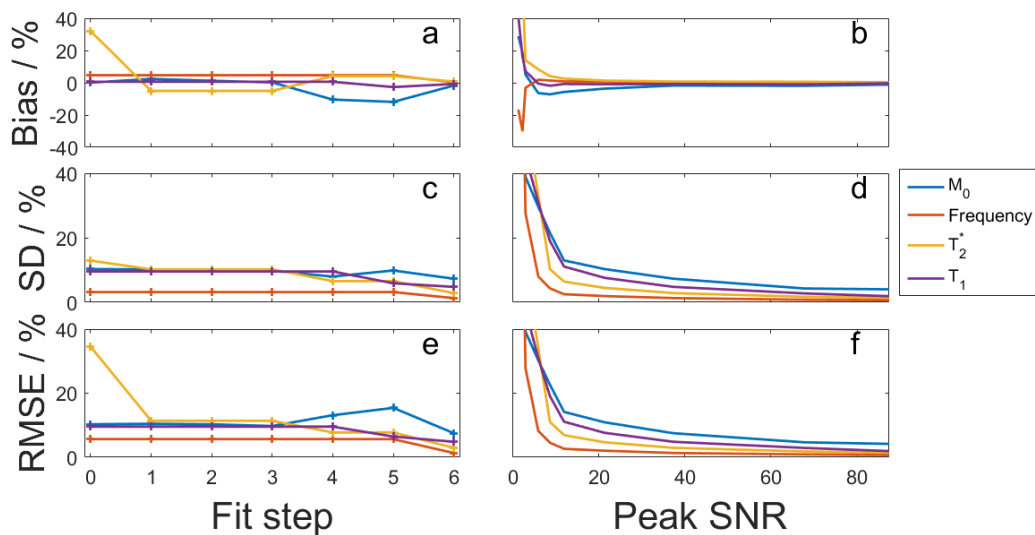 40
20
0
-20
-40
Bias / %
a
b
40
20
0
SD / %
c
d
M0
Frequency
T2*
T1
40
20
0
RMSE / %
e
f
0 1 2 3 4 5 6
0 20 40 60 80
Fit step
Peak SNR